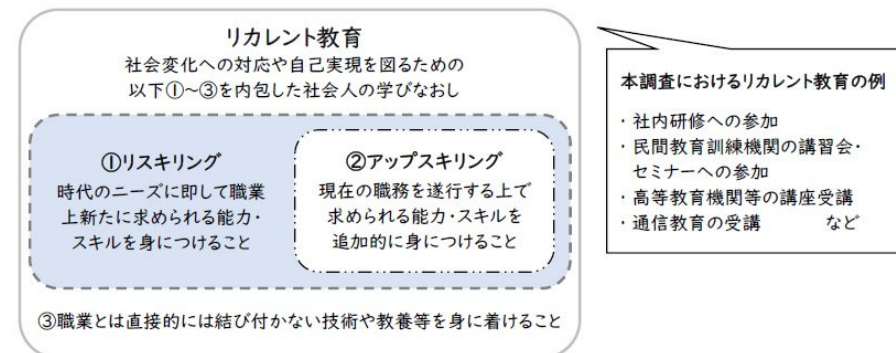 リカレント教育
社会変化への対応や自己実現を図るための
以下①~③を内包した社会人の学びなおし
①リスキリング
時代のニーズに即して職業
上新たに求められる能力・
スキルを身につけること
②アップスキリング
現在の職務を遂行する上で
求められる能力・スキルを
追加的に身につけること
③職業とは直接的には結び付かない技術や教養等を身に着けること
本調査におけるリカレント教育の例
・社内研修への参加
・民間教育訓練機関の講習会・
セミナーへの参加
・高等教育機関等の講座受講
・通信教育の受講 など